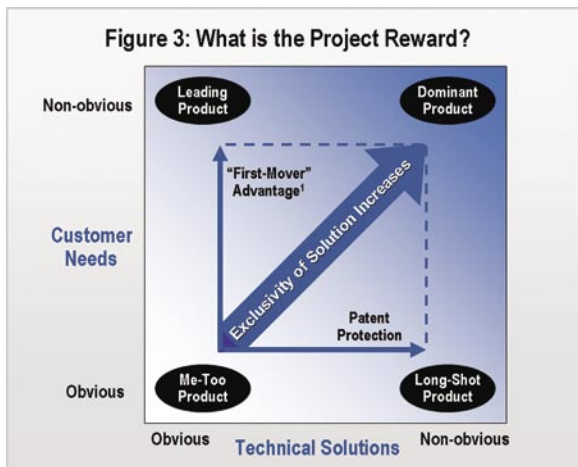 Figure 3: What is the Project Reward?
Non-obvious
Leading
Product
Dominant
Product
"First-Mover"
Advantage¹
Exclusivity of Solution Increases
Customer
Needs
Patent
Protection
Me-Too
Product
Long-Shot
Product
Obvious
Obvious
Technical Solutions
Non-obvious